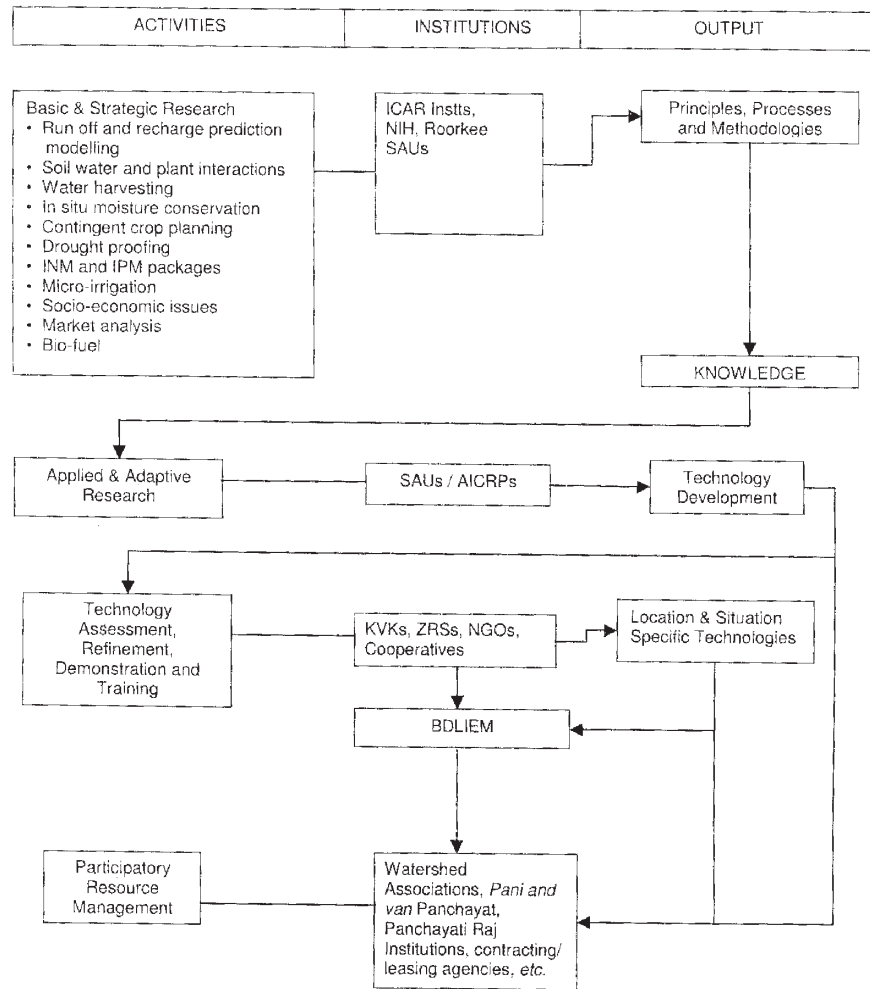 ACTIVITIES
INSTITUTIONS
OUTPUT
Basic & Strategic Research
• Run off and recharge prediction
modelling
• Soil water and plant interactions
• Water harvesting
• In situ moisture conservation
• Contingent crop planning
• Drought proofing
• INM and IPM packages
• Micro-irrigation
• Socio-economic issues
• Market analysis
• Bio-fuel
ICAR Instts,
NIH, Roorkee
SAUs
Principles, Processes
and Methodologies
KNOWLEDGE
Applied & Adaptive
Research
SAUs / AICRPs
Technology
Development
Technology
Assessment,
Refinement,
Demonstration and
Training
KVKs, ZRSs, NGOs,
Cooperatives
Location & Situation
Specific Technologies
BDLIEM
Participatory
Resource
Management
Watershed
Associations, Pani and
van Panchayat,
Panchayati Raj
Institutions, contracting/
leasing agencies, etc.